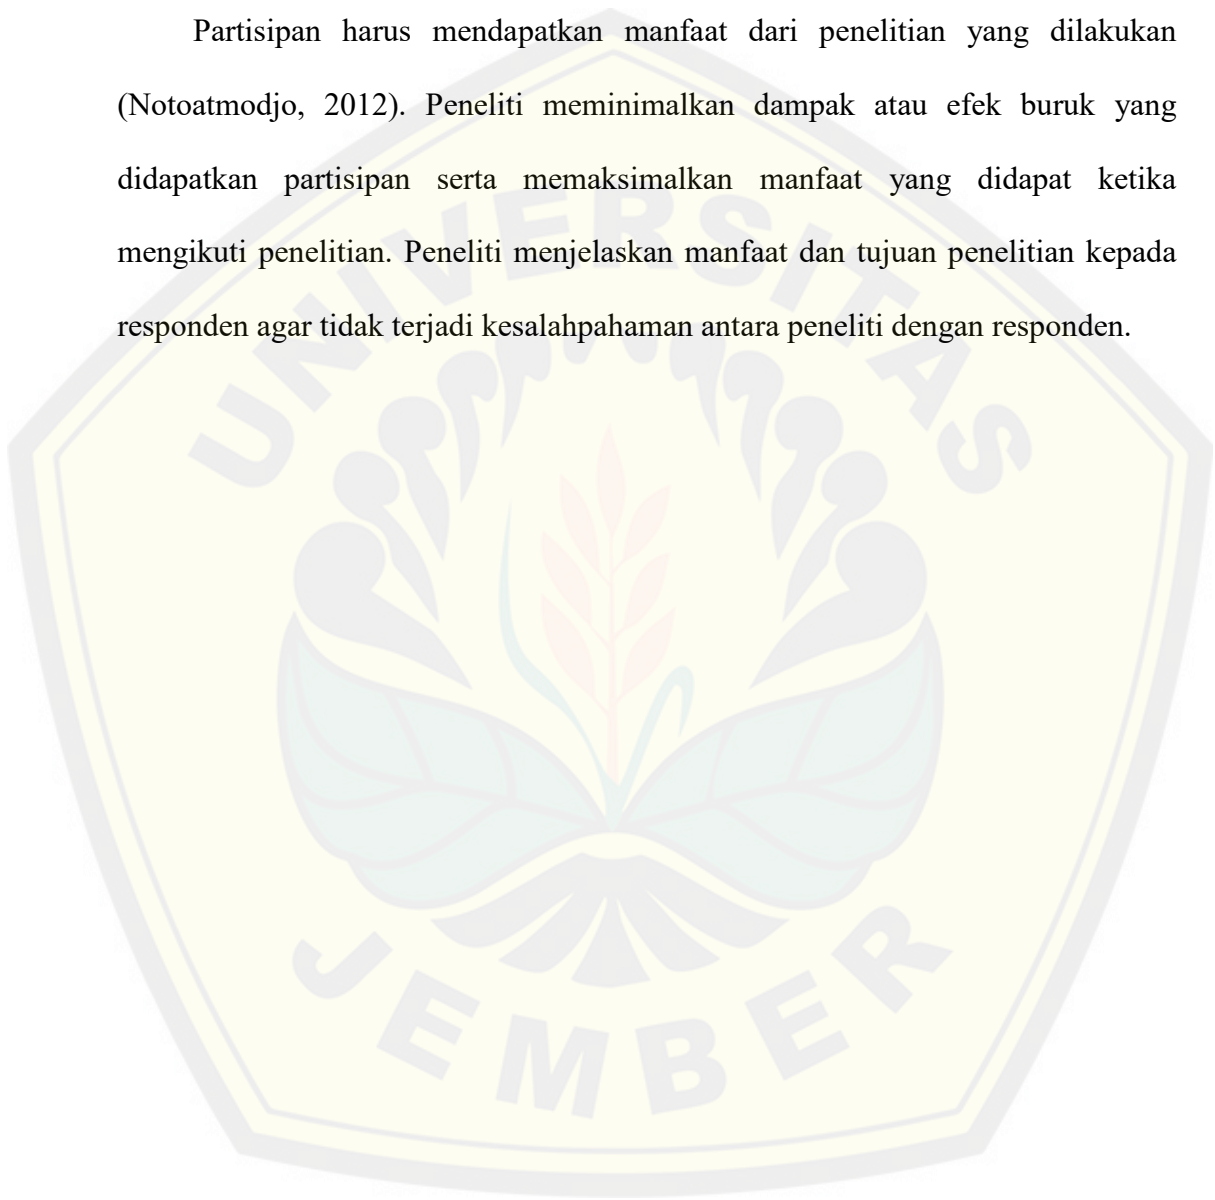 Partisipan harus mendapatkan manfaat dari penelitian yang dilakukan
(Notoatmodjo, 2012). Peneliti meminimalkan dampak atau efek buruk yang
didapatkan partisipan serta memaksimalkan manfaat yang didapat ketika
mengikuti penelitian. Peneliti menjelaskan manfaat dan tujuan penelitian kepada
responden agar tidak terjadi kesalahpahaman antara peneliti dengan responden.
UNIVERSITAS
JEMBER